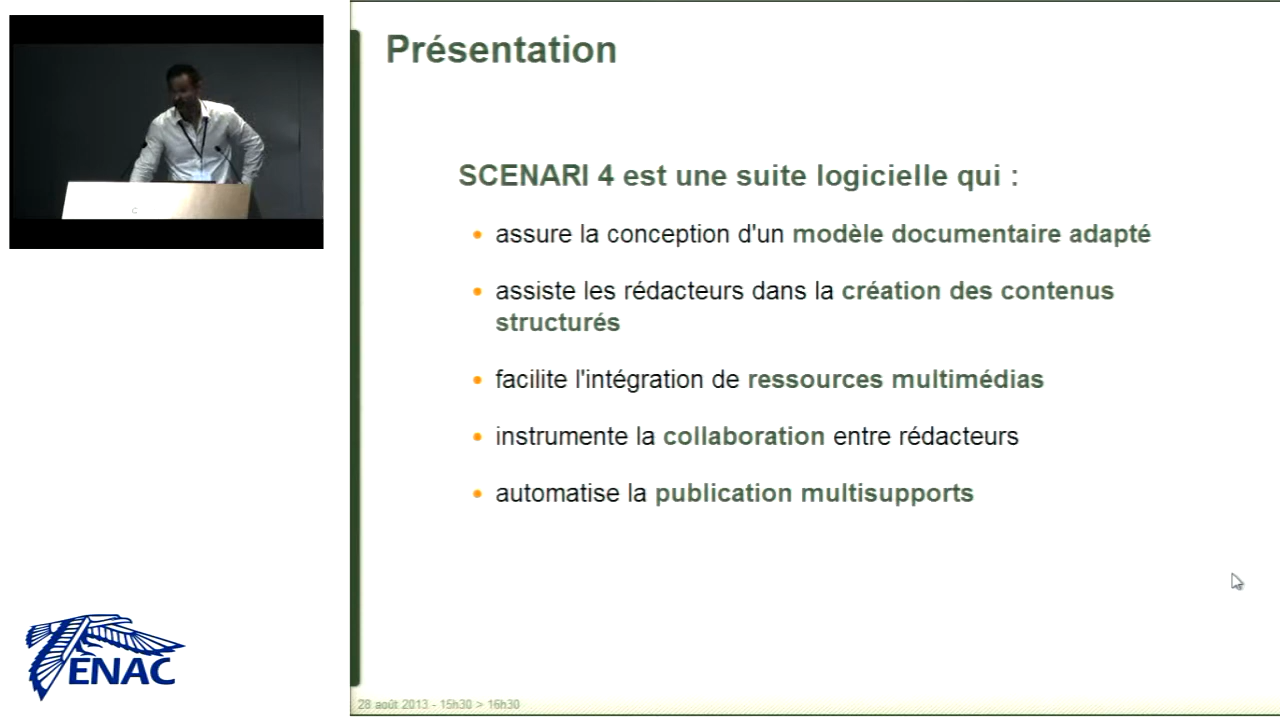 Présentation
SCENARI 4 est une suite logicielle qui :
• assure la conception d'un modèle documentaire adapté
• assiste les rédacteurs dans la création des contenus
structurés
• facilite l'intégration de ressources multimédias
• instrumente la collaboration entre rédacteurs
• automatise la publication multisupports
ENAC
28 août 2013 - 15h30 > 16h30